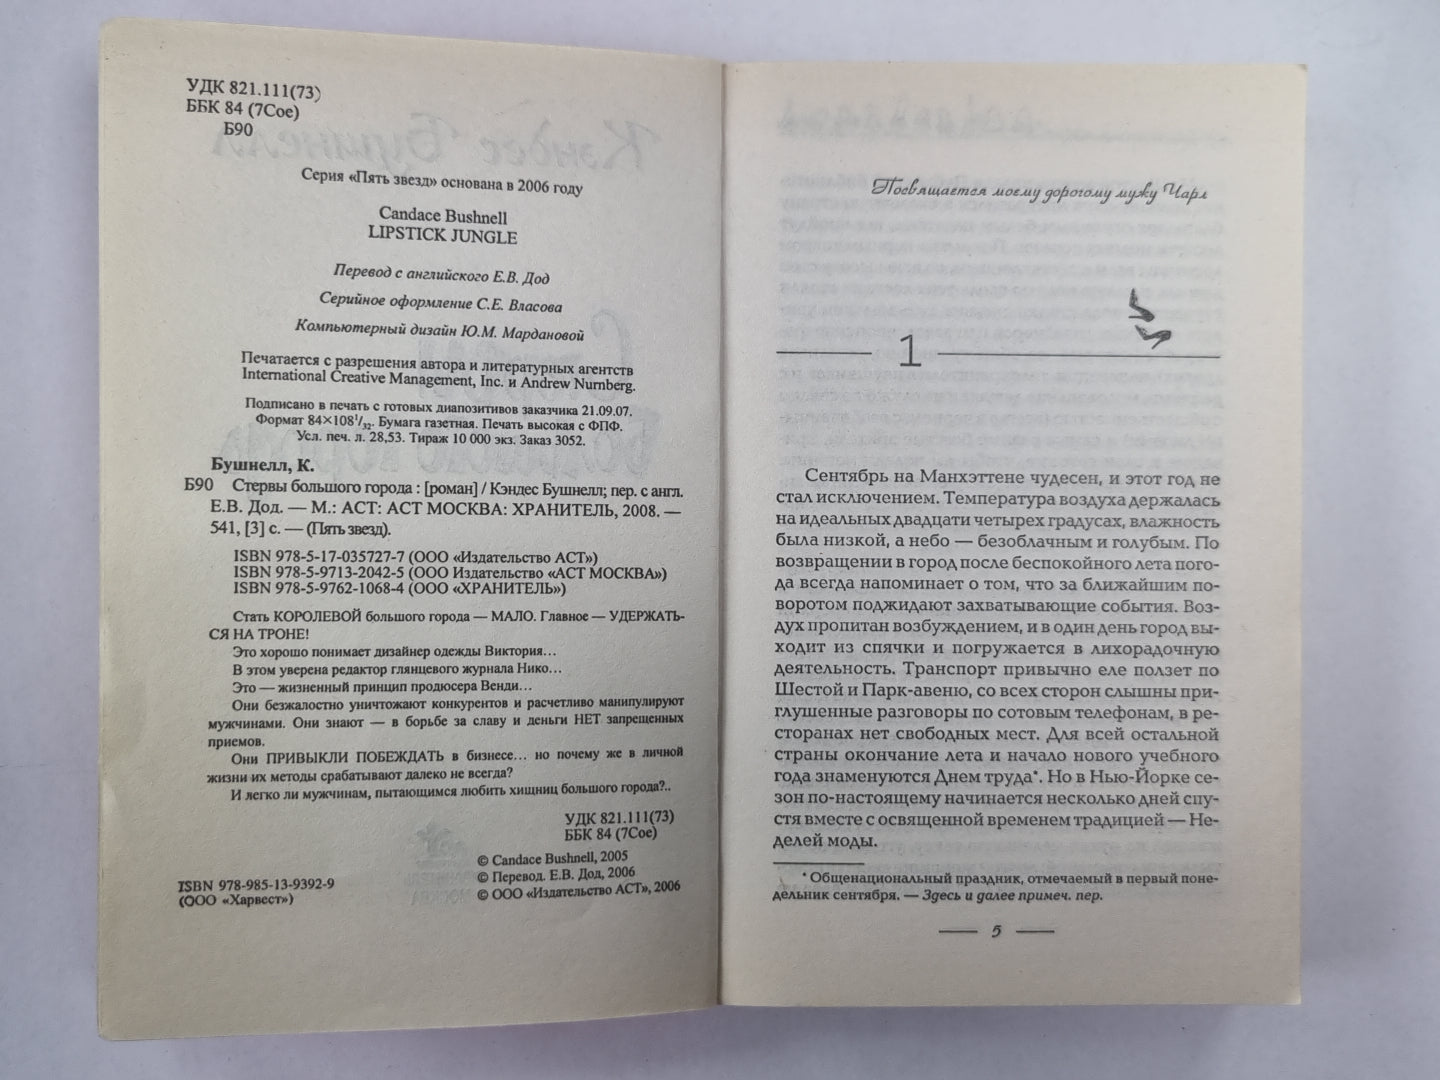 УДК 821.111(73)
ББК 84 (7Сое)
Б90
Серия «Пять звезд» основана в 2006 году
Candace Bushnell
LIPSTICK JUNGLE
Перевод с английского Е.В. Дод
Серийное оформление С.Е. Власова
Компьютерный дизайн Ю.М. Мардановой
Печатается с разрешения автора и литературных агентств
International Creative Management, Inc. и Andrew Nurnberg.
Подписано в печать с готовых диапозитивов заказчика 21.09.07.
Формат 84×108¹/₃₂. Бумага газетная. Печать высокая с ФПФ.
Усл. печ. л. 28,53. Тираж 10 000 экз. Заказ 3052.
Бушнелл, К.
Б90 Стервы большого города : [роман] / Кэндес Бушнелл; пер. с англ.
Е.В. Дод. — М.: АСТ: АСТ МОСКВА: ХРАНИТЕЛЬ, 2008. —
541, [3] с. — (Пять звезд).
ISBN 978-5-17-035727-7 (ООО «Издательство АСТ»)
ISBN 978-5-9713-2042-5 (ООО Издательство «АСТ МОСКВА»)
ISBN 978-5-9762-1068-4 (ООО «ХРАНИТЕЛЬ»)
Стать КОРОЛЕВОЙ большого города — МАЛО. Главное — УДЕРЖАТЬ-
СЯ НА ТРОНЕ!
Это хорошо понимает дизайнер одежды Виктория...
В этом уверена редактор глянцевого журнала Нико...
Это — жизненный принцип продюсера Венди...
Они безжалостно уничтожают конкурентов и расчетливо манипулируют
мужчинами. Они знают — в борьбе за славу и деньги НЕТ запрещенных
приемов.
Они ПРИВЫКЛИ ПОБЕЖДАТЬ в бизнесе... но почему же в личной
жизни их методы срабатывают далеко не всегда?
И легко ли мужчинам, пытающимся любить хищниц большого города?..
УДК 821.111(73)
ББК 84 (7Сое)
© Candace Bushnell, 2005
© Перевод. Е.В. Дод, 2006
© ООО «Издательство АСТ», 2006
ISBN 978-985-13-9392-9
(ООО «Харвест»)
Посвящается моему дорогому мужу Чарл
1
Сентябрь на Манхэттене чудесен, и этот год не
стал исключением. Температура воздуха держалась
на идеальных двадцати четырех градусах, влажность
была низкой, а небо — безоблачным и голубым. По
возвращении в город после беспокойного лета пого-
да всегда напоминает о том, что за ближайшим по-
воротом поджидают захватывающие события. Воз-
дух пропитан возбуждением, и в один день город вы-
ходит из спячки и погружается в лихорадочную
деятельность. Транспорт привычно еле ползет по
Шестой и Парк-авеню, со всех сторон слышны при-
глушенные разговоры по сотовым телефонам, в ре-
сторанах нет свободных мест. Для всей остальной
страны окончание лета и начало нового учебного
года знаменуются Днем труда*. Но в Нью-Йорке се-
зон по-настоящему начинается несколько дней спу-
стя вместе с освященной временем традицией — Не-
делей моды.
* Общенациональный праздник, отмечаемый в первый поне-
дельник сентября. — Здесь и далее примеч. пер.
5